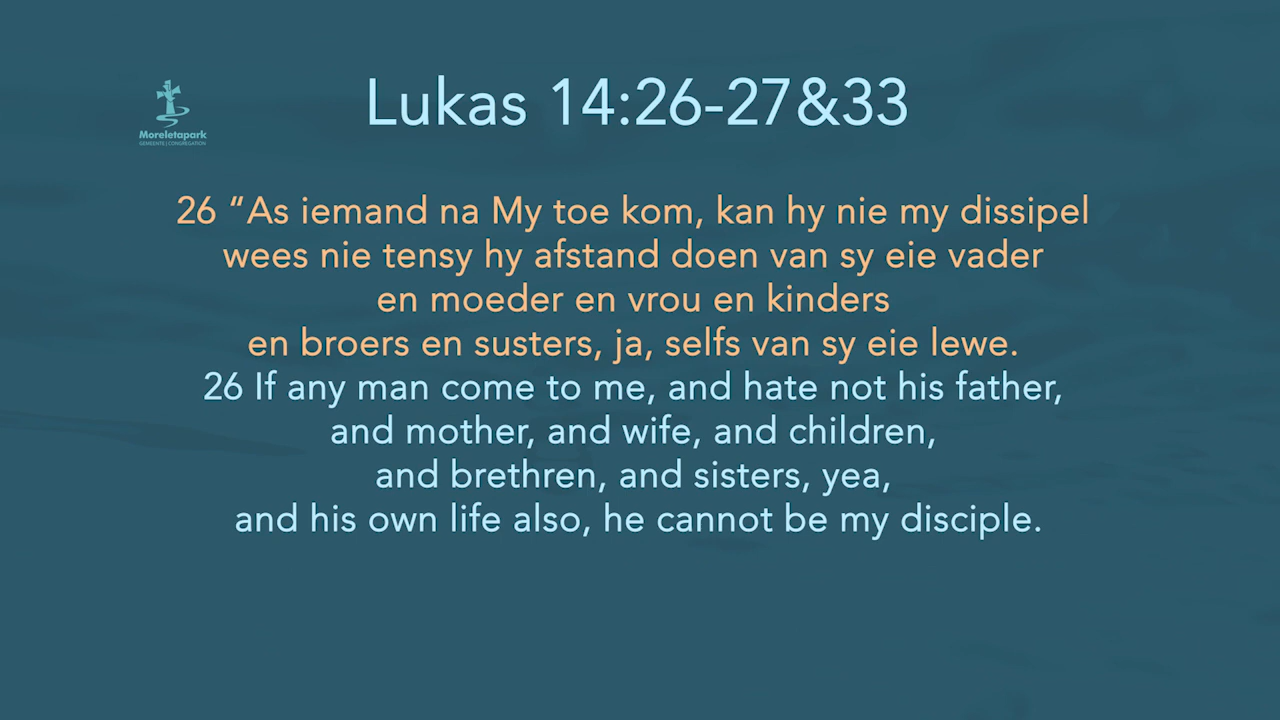 Lukas 14:26-27&33
Moreletapark
GEMEENTE | CONGREGATION
26 “As iemand na My toe kom, kan hy nie my dissipel
wees nie tensy hy afstand doen van sy eie vader
en moeder en vrou en kinders
en broers en susters, ja, selfs van sy eie lewe.
26 If any man come to me, and hate not his father,
and mother, and wife, and children,
and brethren, and sisters, yea,
and his own life also, he cannot be my disciple.